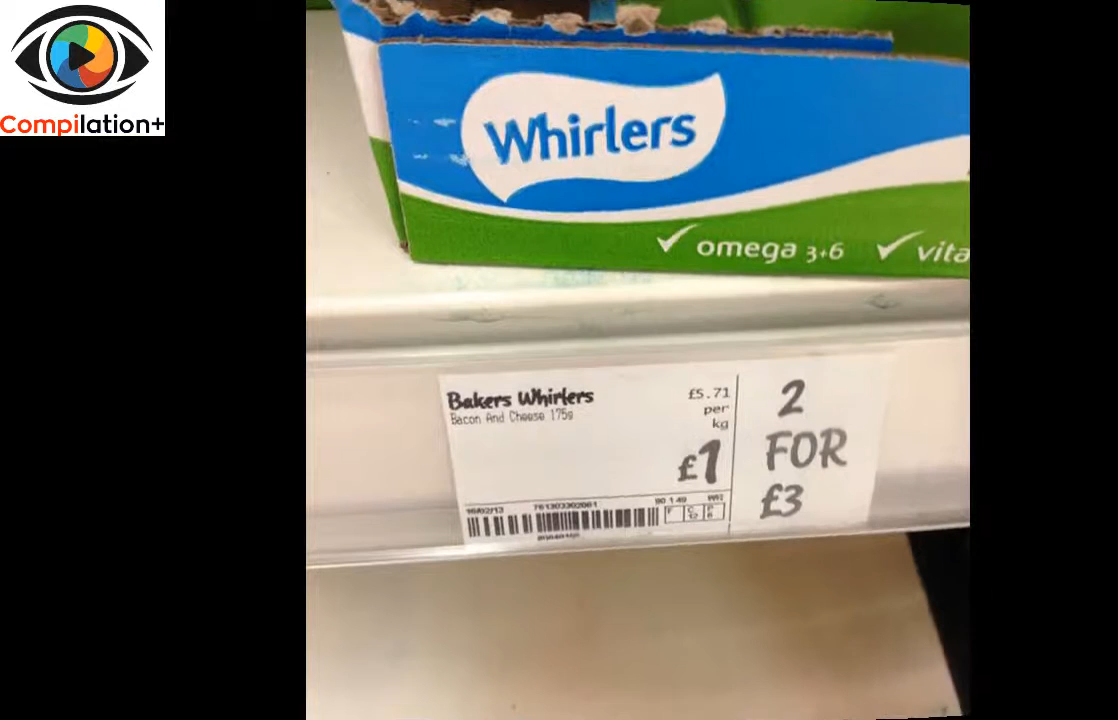 Compilation+
Whirlers
✓ omega 3+6 ✓ vita
Bakers Whirlers
Bacon And Cheese 175g
£5.71
per
kg
£1
2
FOR
£3